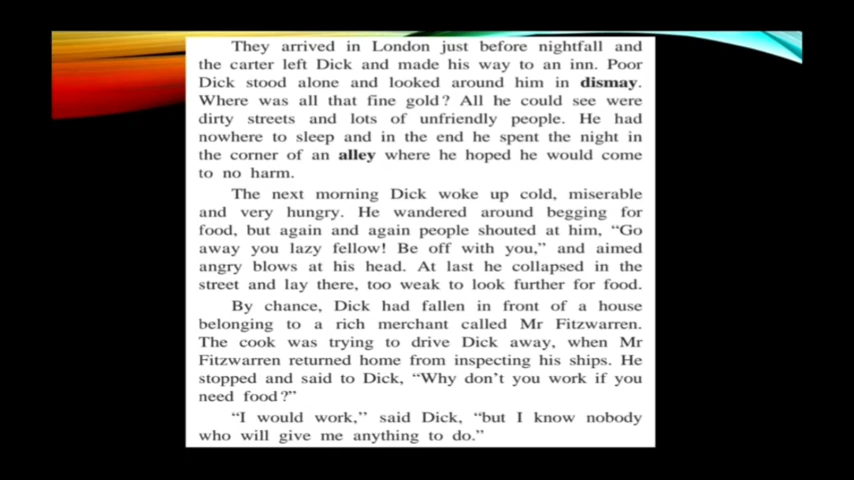 They arrived in London just before nightfall and
the carter left Dick and made his way to an inn. Poor
Dick stood alone and looked around him in dismay.
Where was all that fine gold? All he could see were
dirty streets and lots of unfriendly people. He had
nowhere to sleep and in the end he spent the night in
the corner of an alley where he hoped he would come
to no harm.
The next morning Dick woke up cold, miserable
and very hungry. He wandered around begging for
food, but again and again people shouted at him, “Go
away you lazy fellow! Be off with you,” and aimed
angry blows at his head. At last he collapsed in the
street and lay there, too weak to look further for food.
By chance, Dick had fallen in front of a house
belonging to a rich merchant called Mr Fitzwarren.
The cook was trying to drive Dick away, when Mr
Fitzwarren returned home from inspecting his ships. He
stopped and said to Dick, “Why don’t you work if you
need food?”
“I would work,” said Dick, “but I know nobody
who will give me anything to do.”